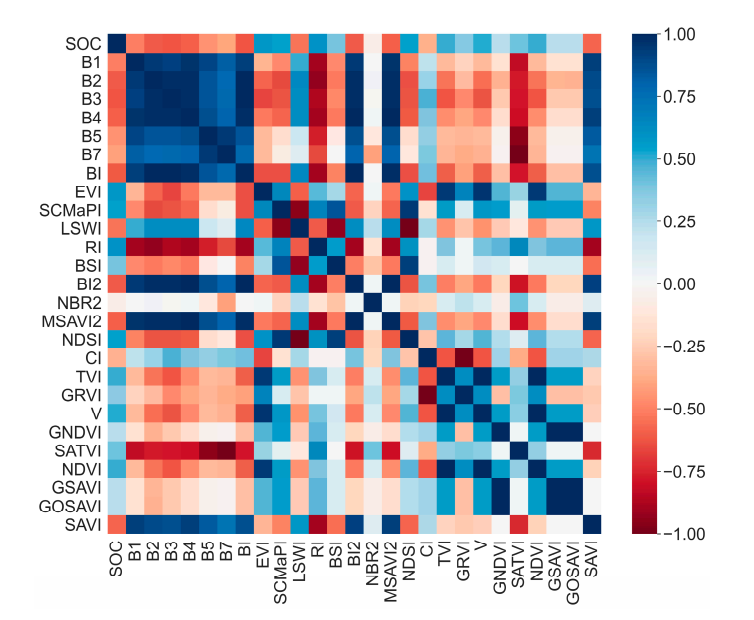 SOC
B1
B2
B3
B4
B5
B7
BI
EVI
SCMaPI
LSWI
RI
BSI
BI2
NBR2
MSAVI2
NDSI
CI
TVI
GRVI
V
GNDVI
SATVI
NDVI
GSAVI
GOSAVI
SAVI
SOC
B1
B2
B3
B4
B5
B7
BI
EVI
SCMaPI
LSWI
RI
BSI
BI2
NBR2
MSAVI2
NDSI
CI
TVI
GRVI
V
GNDVI
SATVI
NDVI
GSAVI
GOSAVI
SAVI
1.00
0.75
0.50
0.25
0.00
−0.25
−0.50
−0.75
−1.00